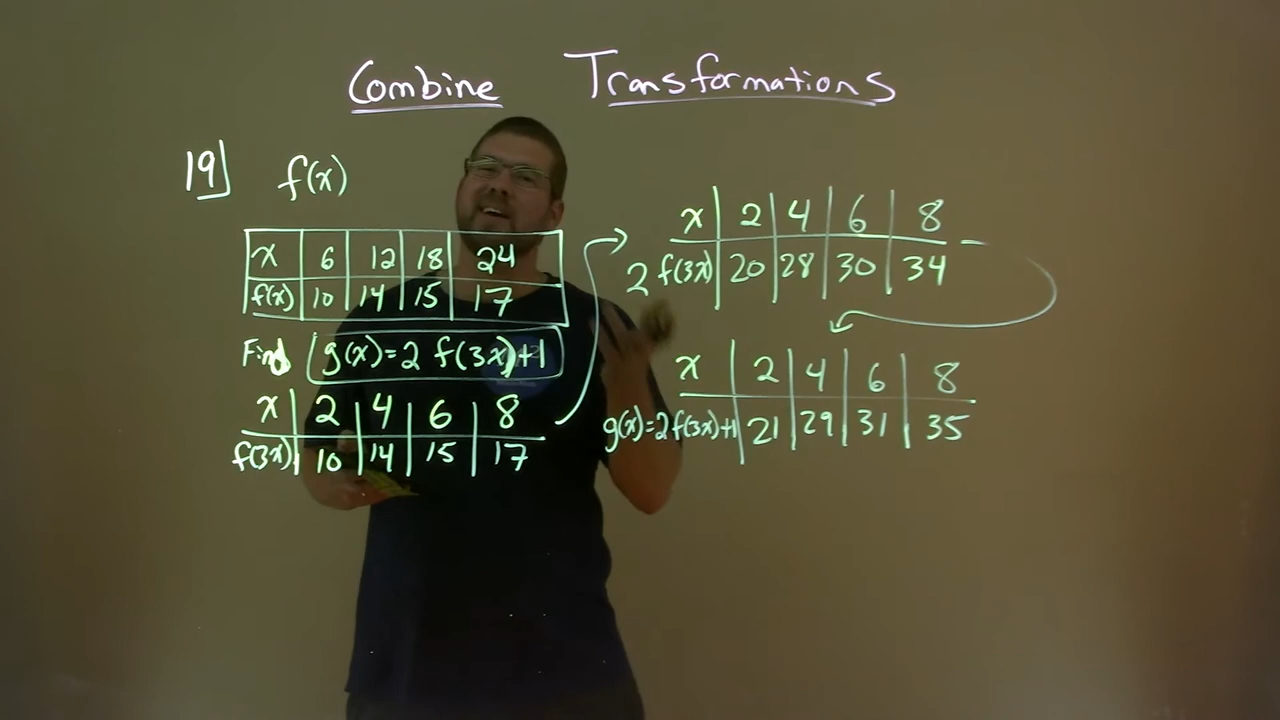 Combine Transformations
19] f(x)
x 6 12 18 24
f(x) 10 14 15 17
Find g(x)=2 f(3x)+1
x 2 4 6 8
f(3x) 10 14 15 17
x 2 4 6 8
2 f(3x) 20 28 30 34
x 2 4 6 8
g(x)=2f(3x)+1 21 29 31 35